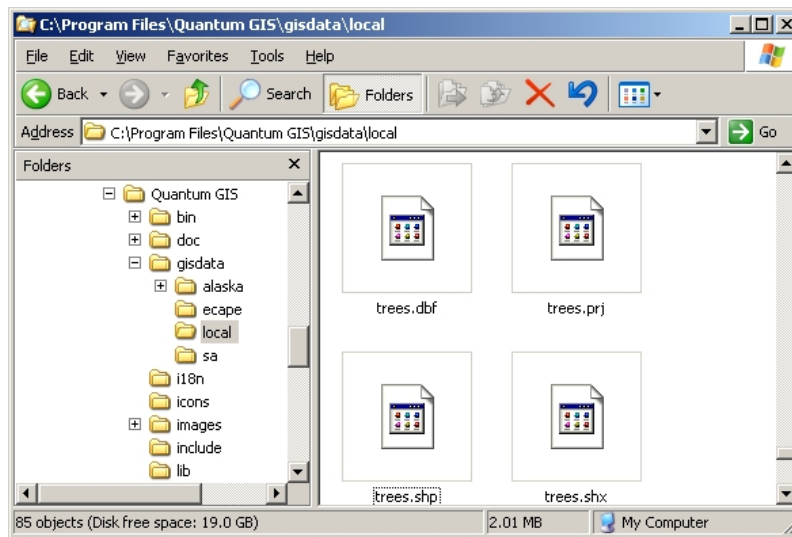 C:\Program Files\Quantum GIS\gisdata\local
File Edit View Favorites Tools Help
Back Search Folders
Address C:\Program Files\Quantum GIS\gisdata\local Go
Folders
Quantum GIS
bin
doc
gisdata
alaska
ecape
local
sa
i18n
icons
images
include
lib
trees.dbf trees.prj
trees.shp trees.shx
85 objects (Disk free space: 19.0 GB) 2.01 MB My Computer